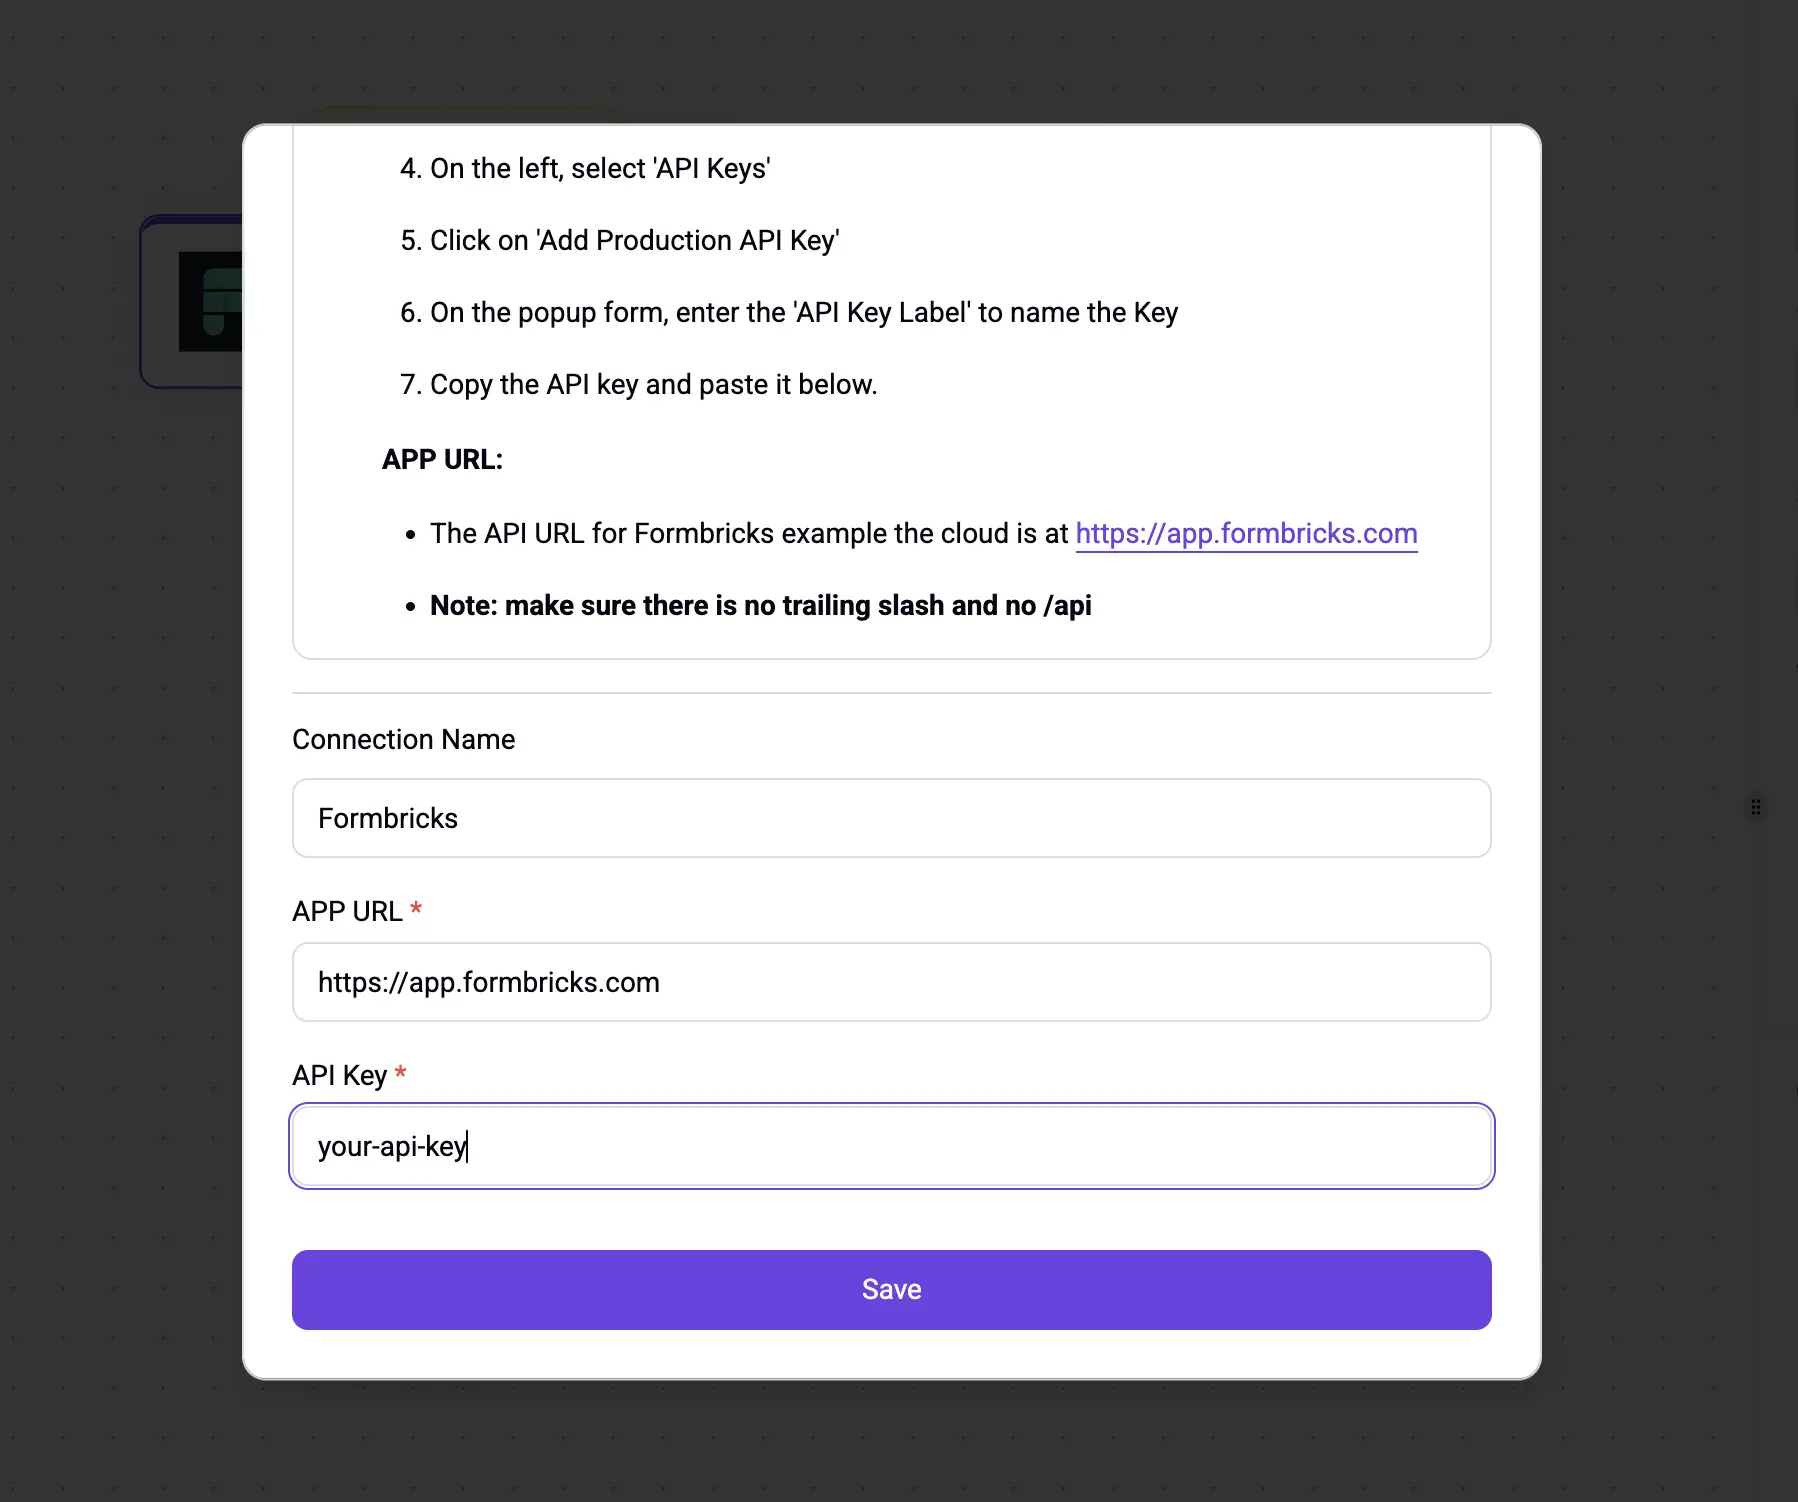 4. On the left, select 'API Keys'
5. Click on 'Add Production API Key'
6. On the popup form, enter the 'API Key Label' to name the Key
7. Copy the API key and paste it below.
APP URL:
• The API URL for Formbricks example the cloud is at https://app.formbricks.com
• Note: make sure there is no trailing slash and no /api
Connection Name
Formbricks
APP URL *
https://app.formbricks.com
API Key *
your-api-key
Save